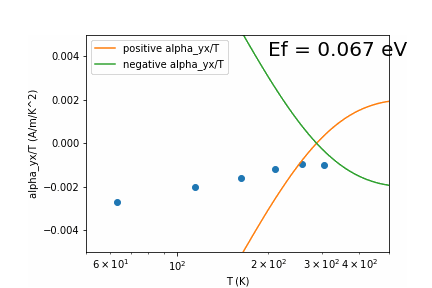 Ef = 0.067 eV
positive alpha_yx/T
negative alpha_yx/T
alpha_yx/T (A/m/K^2)
0.004
0.002
0.000
−0.002
−0.004
6 × 10¹
10²
2 × 10²
3 × 10²
4 × 10²
T (K)